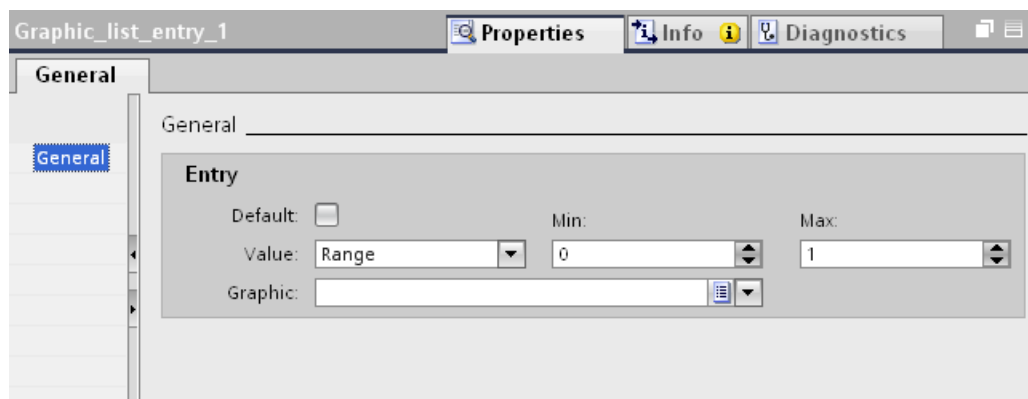 Graphic_list_entry_1 Properties Info Diagnostics
General
General
General
Entry
Default: Min: Max:
Value: Range 0 1
Graphic: